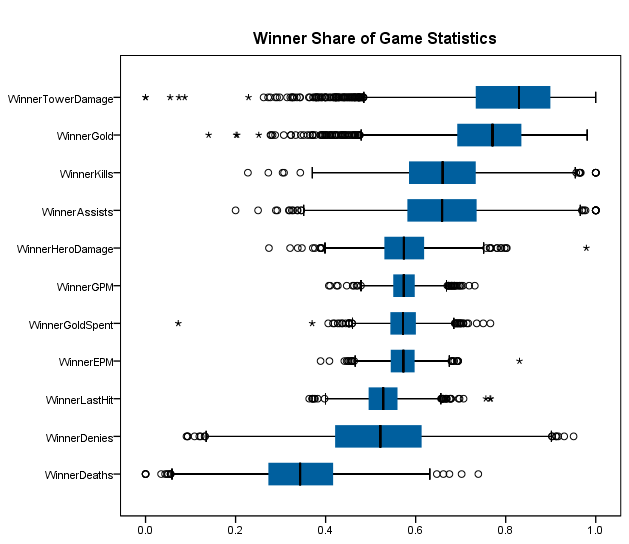 Winner Share of Game Statistics
WinnerTowerDamage
WinnerGold
WinnerKills
WinnerAssists
WinnerHeroDamage
WinnerGPM
WinnerGoldSpent
WinnerEPM
WinnerLastHit
WinnerDenies
WinnerDeaths
0.0 0.2 0.4 0.6 0.8 1.0